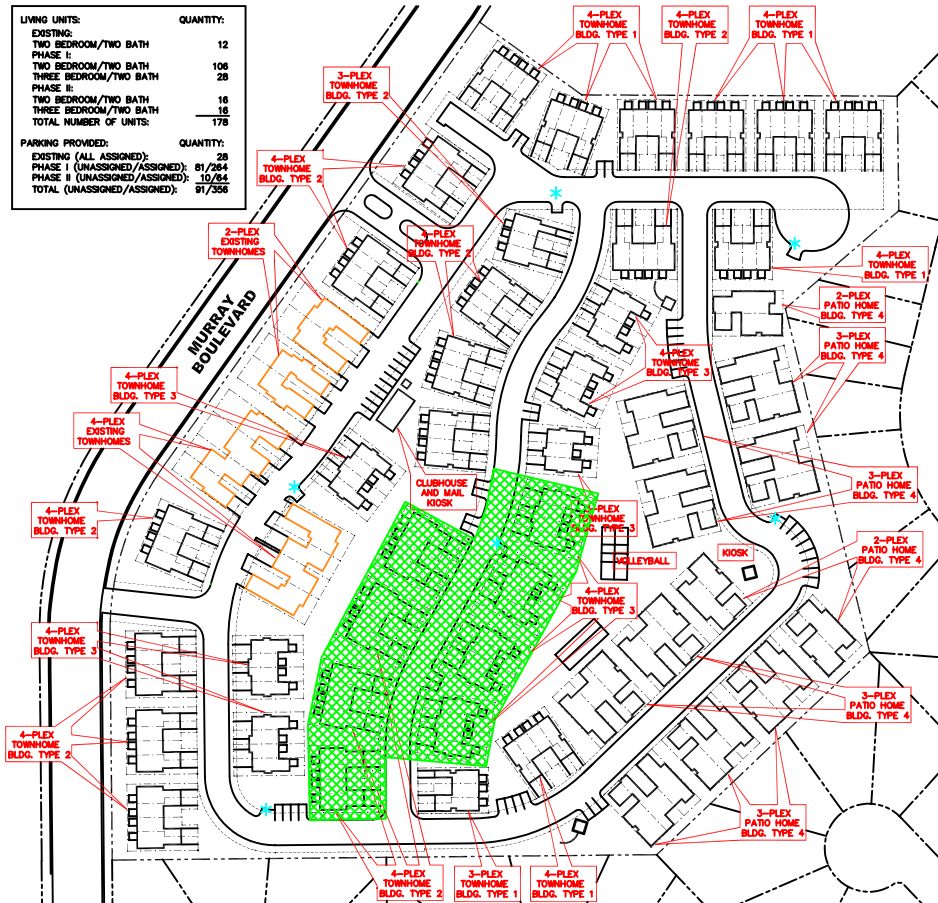 LIVING UNITS: QUANTITY:
EXISTING:
TWO BEDROOM/TWO BATH 12
PHASE I:
TWO BEDROOM/TWO BATH 106
THREE BEDROOM/TWO BATH 28
PHASE II:
TWO BEDROOM/TWO BATH 16
THREE BEDROOM/TWO BATH 16
TOTAL NUMBER OF UNITS: 178
PARKING PROVIDED: QUANTITY:
EXISTING (ALL ASSIGNED): 28
PHASE I (UNASSIGNED/ASSIGNED): 81/264
PHASE II (UNASSIGNED/ASSIGNED): 10/64
TOTAL (UNASSIGNED/ASSIGNED): 91/356
4-PLEX
TOWNHOME
BLDG. TYPE 1
4-PLEX
TOWNHOME
BLDG. TYPE 2
4-PLEX
TOWNHOME
BLDG. TYPE 1
3-PLEX
TOWNHOME
BLDG. TYPE 2
4-PLEX
TOWNHOME
BLDG. TYPE 2
2-PLEX
EXISTING
TOWNHOMES
4-PLEX
TOWNHOME
BLDG. TYPE 2
4-PLEX
TOWNHOME
BLDG. TYPE 1
2-PLEX
PATIO HOME
BLDG. TYPE 4
MURRAY
BOULEVARD
3-PLEX
PATIO HOME
BLDG. TYPE 4
4-PLEX
TOWNHOME
BLDG. TYPE 3
4-PLEX
TOWNHOME
BLDG. TYPE 3
4-PLEX
EXISTING
TOWNHOMES
CLUBHOUSE
AND MAIL
KIOSK
3-PLEX
PATIO HOME
BLDG. TYPE 4
4-PLEX
TOWNHOME
BLDG. TYPE 2
-PLEX
TOWNHOME
BLDG. TYPE 3
VOLLEYBALL
KIOSK
2-PLEX
PATIO HOME
BLDG. TYPE 4
4-PLEX
TOWNHOME
BLDG. TYPE 3
4-PLEX
TOWNHOME
BLDG. TYPE 3
3-PLEX
PATIO HOME
BLDG. TYPE 4
4-PLEX
TOWNHOME
BLDG. TYPE 2
3-PLEX
PATIO HOME
BLDG. TYPE 4
4-PLEX
TOWNHOME
BLDG. TYPE 2
3-PLEX
TOWNHOME
BLDG. TYPE 1
4-PLEX
TOWNHOME
BLDG. TYPE 1